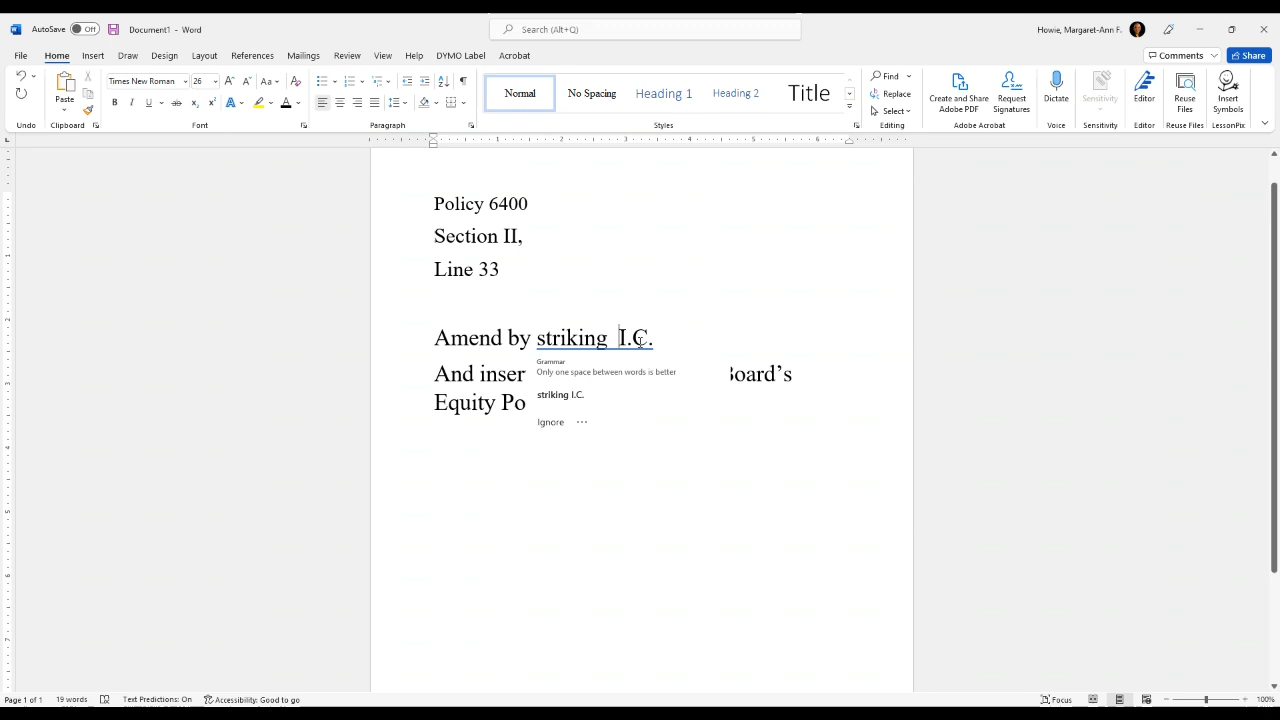 AutoSave Off Document1 - Word Search (Alt+Q) Howie, Margaret-Ann F.
File Home Insert Draw Design Layout References Mailings Review View Help DYMO Label Acrobat Comments Share
Times New Roman 26
Paste
Normal No Spacing Heading 1 Heading 2 Title
Find
Replace
Select
Create and Share Adobe PDF Request Signatures Dictate Sensitivity Editor Reuse Files Insert Symbols
Undo Clipboard Font Paragraph Styles Editing Adobe Acrobat Voice Sensitivity Editor Reuse Files LessonPix
Policy 6400
Section II,
Line 33
Amend by striking I.C.
Grammar
Only one space between words is better
And inser Board’s
striking I.C.
Equity Po
Ignore ...
Page 1 of 1 19 words Text Predictions: On Accessibility: Good to go Focus 100%